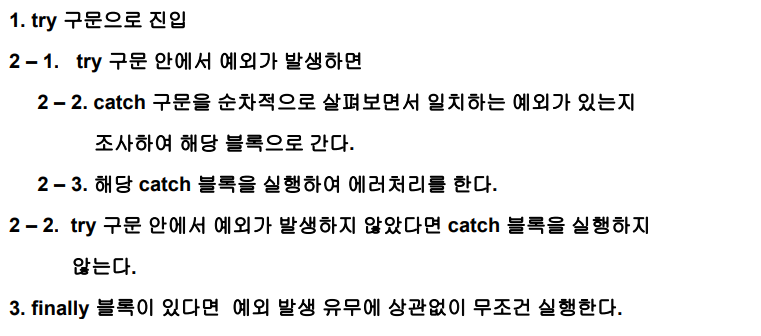 1. try 구문으로 진입
2 – 1. try 구문 안에서 예외가 발생하면
2 – 2. catch 구문을 순차적으로 살펴보면서 일치하는 예외가 있는지
조사하여 해당 블록으로 간다.
2 – 3. 해당 catch 블록을 실행하여 에러처리를 한다.
2 – 2. try 구문 안에서 예외가 발생하지 않았다면 catch 블록을 실행하지
않는다.
3. finally 블록이 있다면 예외 발생 유무에 상관없이 무조건 실행한다.